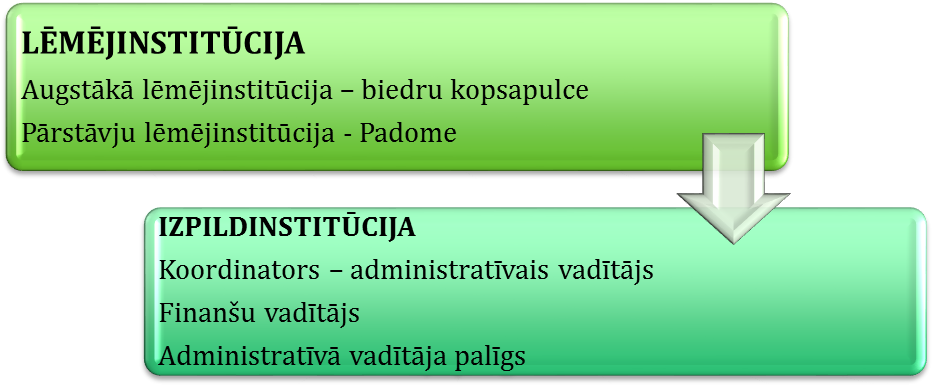 LĒMĒJINSTITŪCIJA
Augstākā lēmējinstitūcija – biedru kopsapulce
Pārstāvju lēmējinstitūcija - Padome
IZPILDINSTITŪCIJA
Koordinators – administratīvais vadītājs
Finanšu vadītājs
Administratīvā vadītāja palīgs